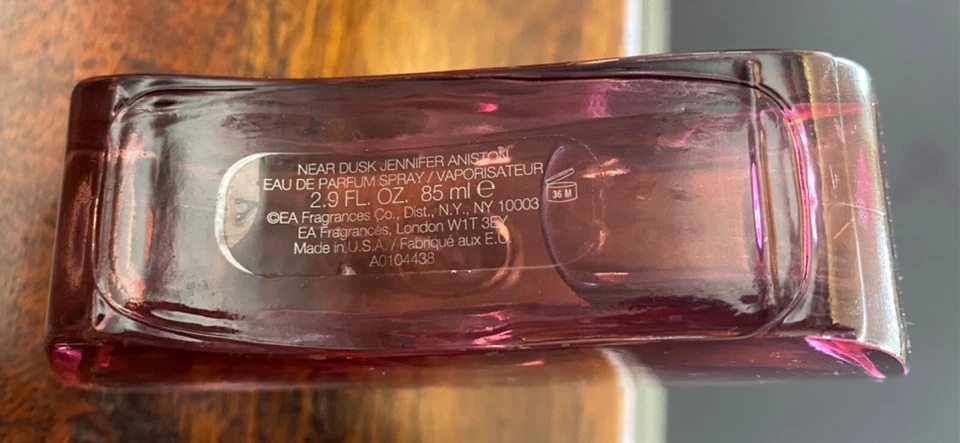 NEAR DUSK JENNIFER ANISTON
EAU DE PARFUM SPRAY / VAPORISATEUR
2.9 FL. OZ. 85 ml ℮
©EA Fragrances Co., Dist., N.Y., NY 10003
EA Fragrances, London W1T 3EY
Made in U.S.A. / Fabriqué aux E.U.
A0104438
36 M